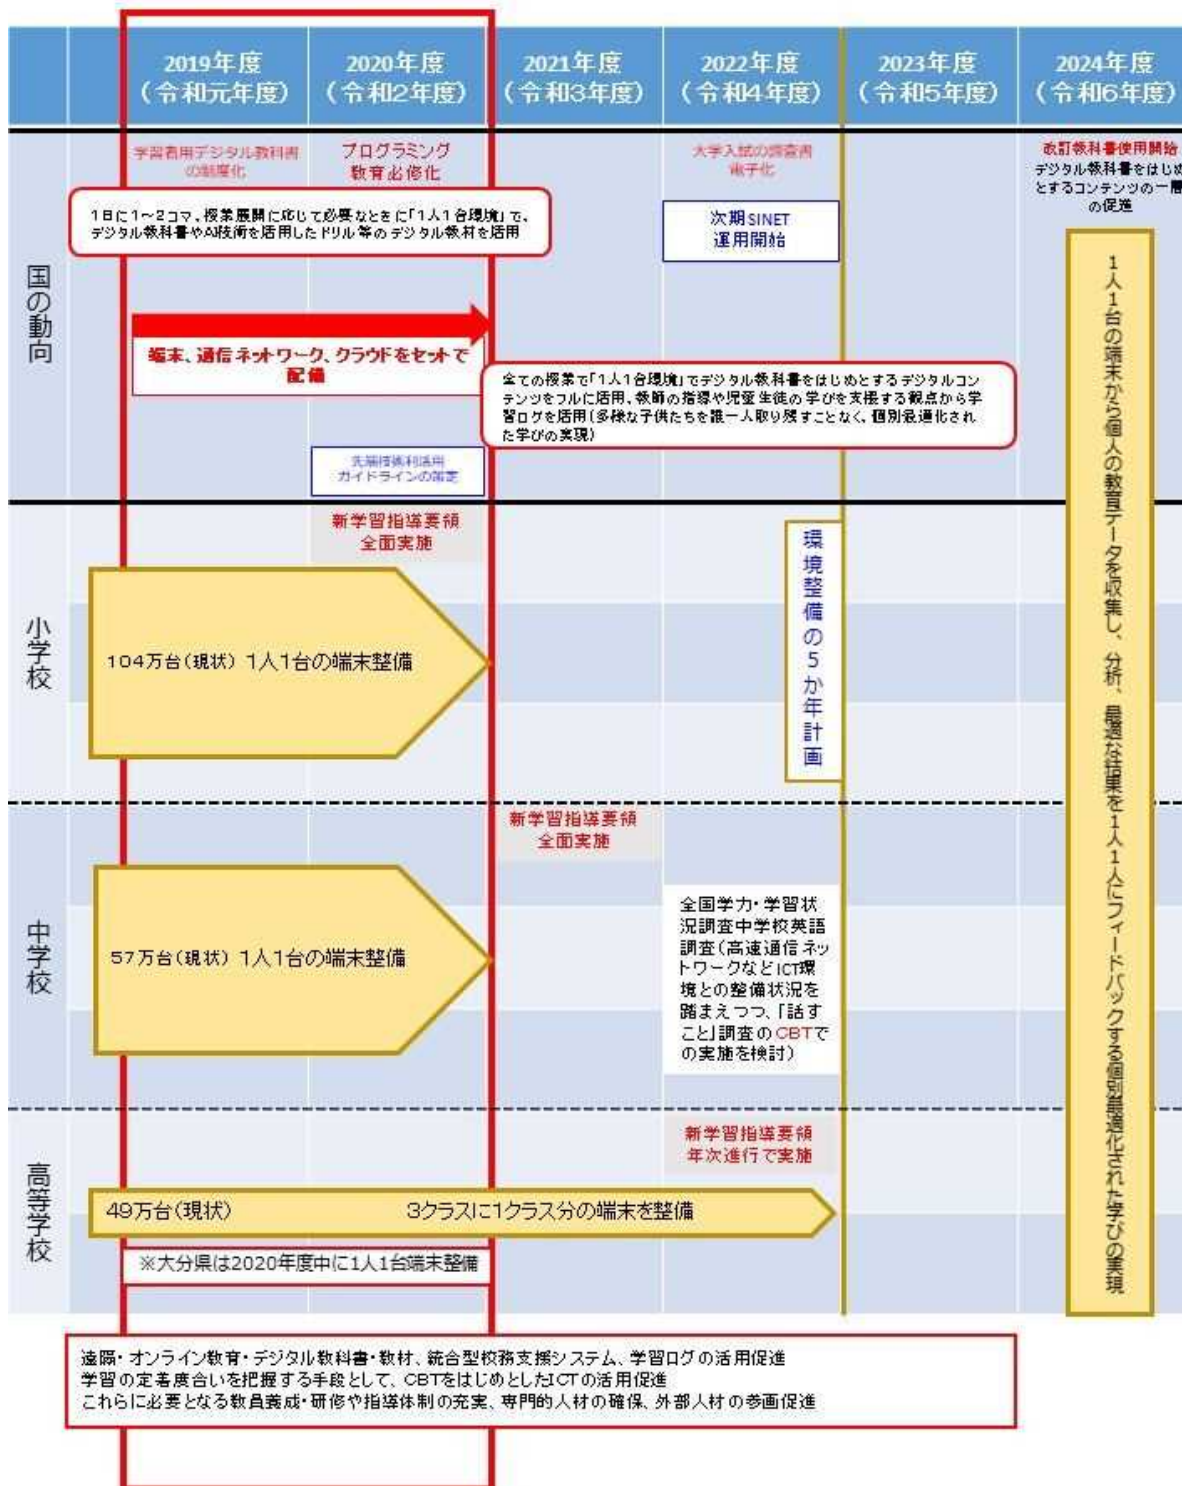 2019年度
（令和元年度）
2020年度
（令和2年度）
2021年度
（令和3年度）
2022年度
（令和4年度）
2023年度
（令和5年度）
2024年度
（令和6年度）
国の動向
学習者用デジタル教科書
の制度化
プログラミング
教育必修化
大学入試の調査書
電子化
改訂教科書使用開始
デジタル教科書をはじめ
とするコンテンツの一層
の促進
1日に1～2コマ、授業展開に応じて必要なときに「1人1台環境」で、
デジタル教科書やAI技術を活用したドリル等のデジタル教材を活用
次期SINET
運用開始
端末、通信ネットワーク、クラウドをセットで
配備
全ての授業で「1人1台環境」でデジタル教科書をはじめとするデジタルコン
テンツをフルに活用、教師の指導や児童生徒の学びを支援する観点から学
習ログを活用（多様な子供たちを誰一人取り残すことなく、個別最適化され
た学びの実現）
先端技術利活用
ガイドラインの策定
1人1台の端末から個人の教育データを収集し、分析、最適な結果を1人1人にフィードバックする個別最適化された学びの実現
小学校
新学習指導要領
全面実施
104万台（現状） 1人1台の端末整備
環境整備の5か年計画
中学校
新学習指導要領
全面実施
57万台（現状） 1人1台の端末整備
全国学力・学習状
況調査中学校英語
調査（高速通信ネッ
トワークなどICT環
境との整備状況を
踏まえつつ、「話す
こと」調査のCBTで
の実施を検討）
高等学校
新学習指導要領
年次進行で実施
49万台（現状） 3クラスに1クラス分の端末を整備
※大分県は2020年度中に1人1台端末整備
遠隔・オンライン教育・デジタル教科書・教材、統合型校務支援システム、学習ログの活用促進
学習の定着度合いを把握する手段として、CBTをはじめとしたICTの活用促進
これらに必要となる教員養成・研修や指導体制の充実、専門的人材の確保、外部人材の参画促進